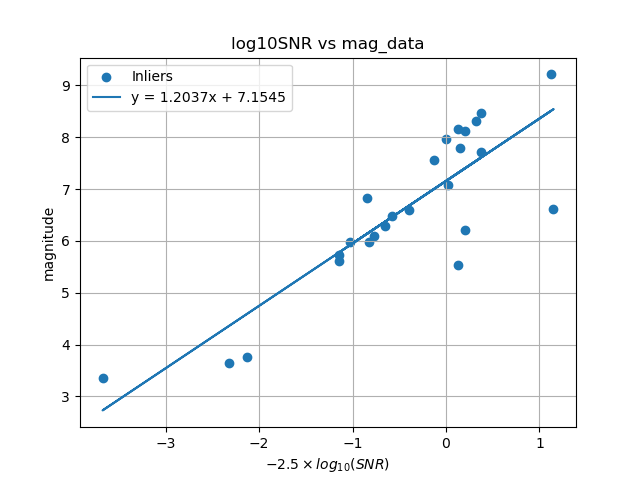 log10SNR vs mag_data
Inliers
y = 1.2037x + 7.1545
9
8
7
6
5
4
3
magnitude
−3 −2 −1 0 1
−2.5 × log₁₀(SNR)